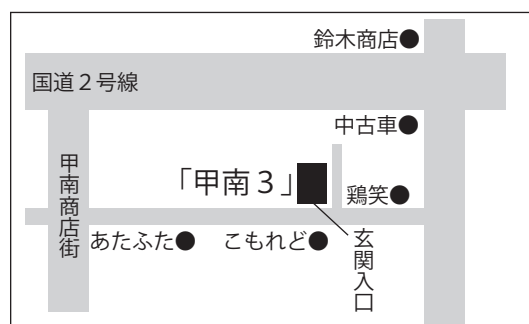 鈴木商店●
国道２号線
中古車●
甲南商店街
「甲南３」
鶏笑●
あたふた●
こもれど●
玄関入口